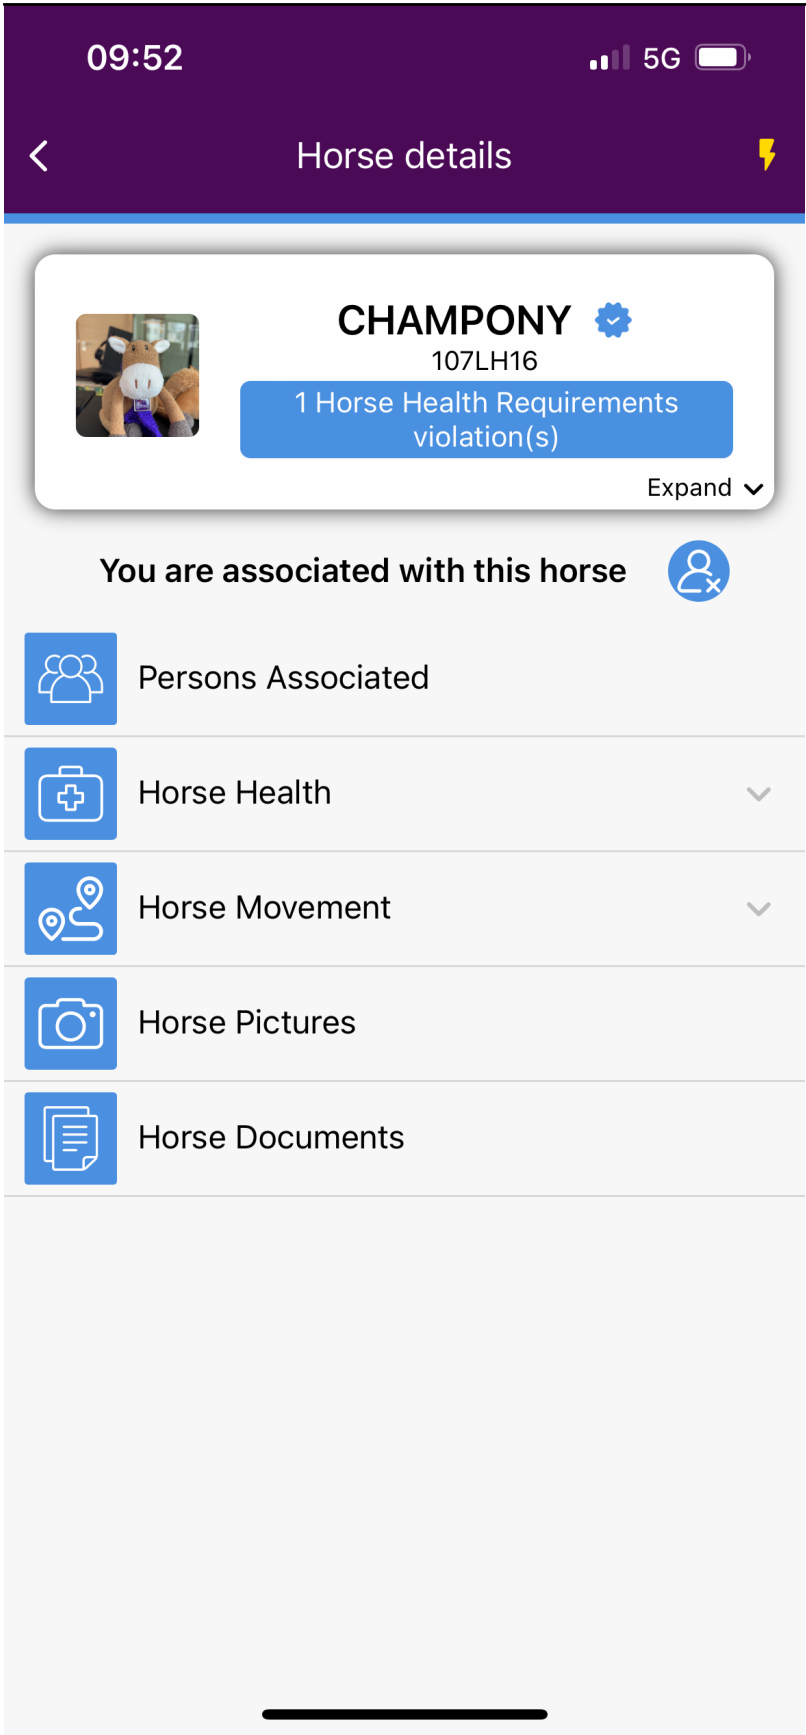 09:52 5G
Horse details
CHAMPONY
107LH16
1 Horse Health Requirements
violation(s)
Expand
You are associated with this horse
Persons Associated
Horse Health
Horse Movement
Horse Pictures
Horse Documents